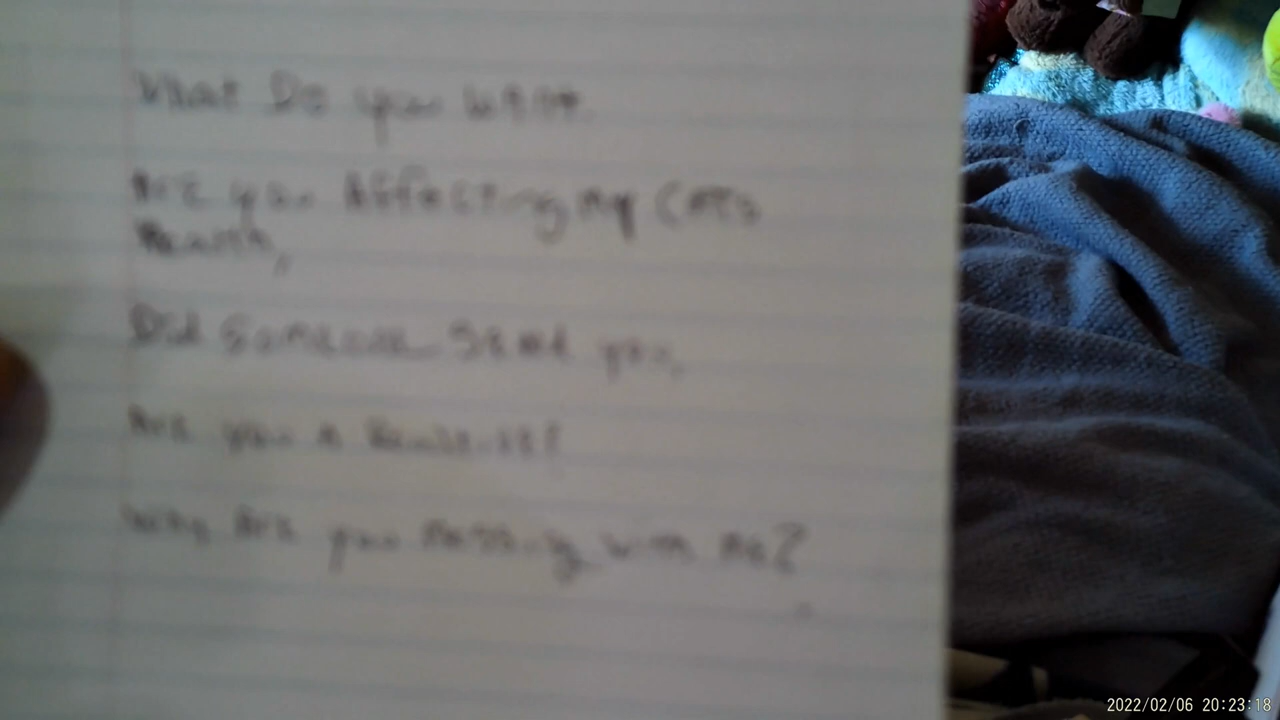 What Do you WANT
Are you Affecting my CATs
Health,
Did someone send you,
Are you a
Why Are you Messing with Me?
2022/02/06 20:23:18